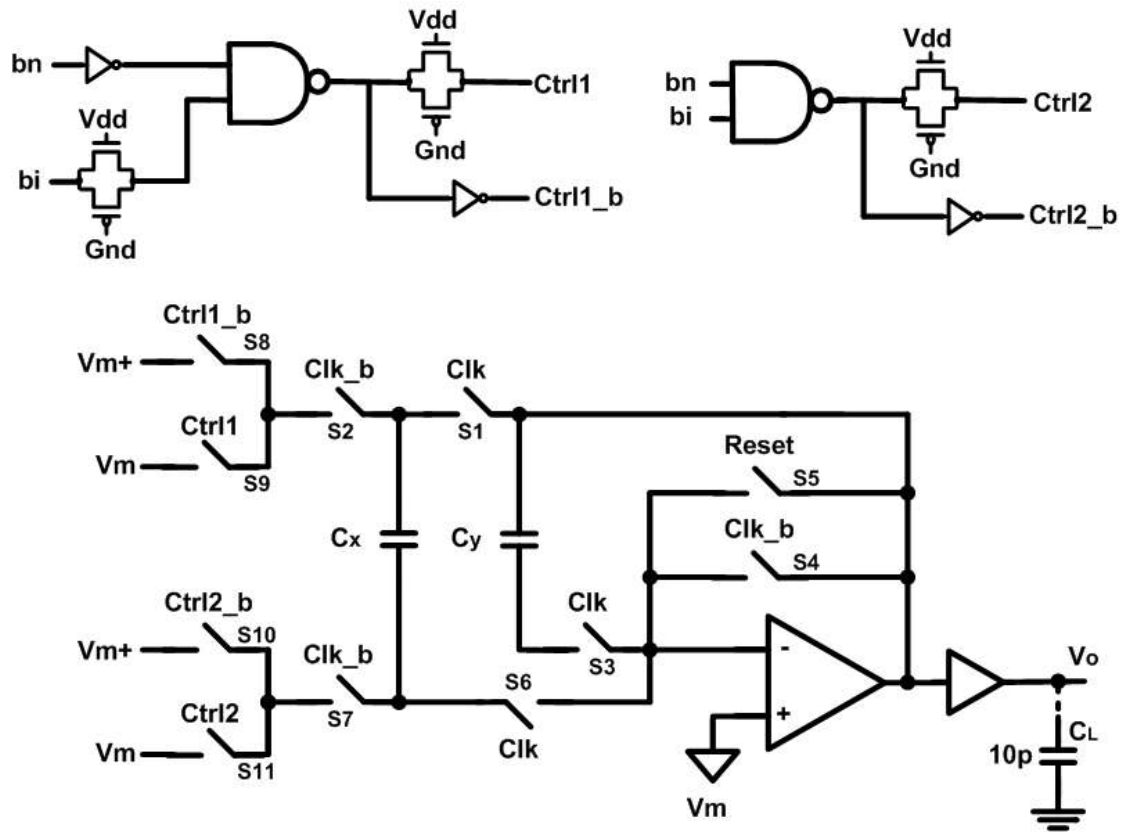 Vdd
Vdd
bn
Ctrl1
bn
bi
Ctrl2
Vdd
Gnd
Gnd
bi
Ctrl1_b
Ctrl2_b
Gnd
Ctrl1_b
S8
Vm+
Clk_b
Clk
Ctrl1
S2
S1
Reset
Vm
S9
S5
Cx
Cy
Clk_b
S4
Clk
Ctrl2_b
S10
Clk_b
S3
-
Vm+
S6
Vo
Ctrl2
S7
+
Clk
CL
Vm
S11
10p
Vm